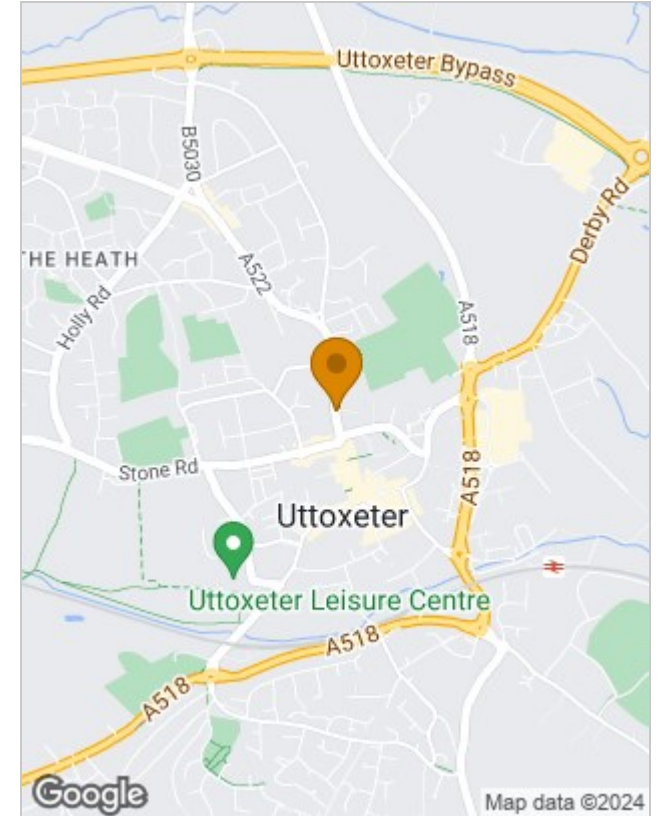 Uttoxeter Bypass
B5030
Derby Rd
THE HEATH
A522
Holly Rd
A518
Stone Rd
A518
Uttoxeter
Uttoxeter Leisure Centre
A518
A518
Google
Map data ©2024